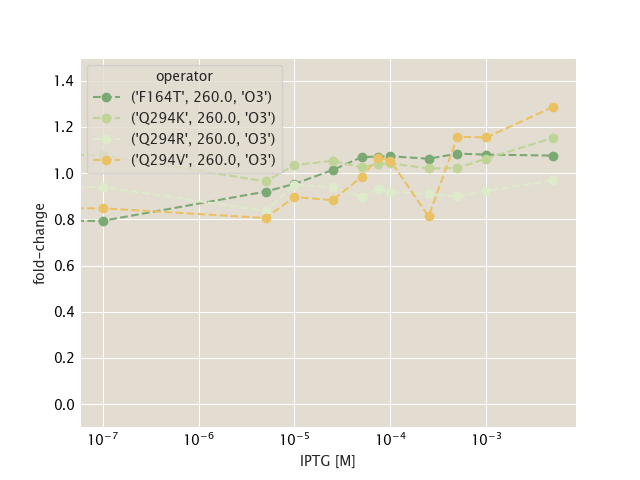 operator
('F164T', 260.0, 'O3')
('Q294K', 260.0, 'O3')
('Q294R', 260.0, 'O3')
('Q294V', 260.0, 'O3')
1.4
1.2
1.0
0.8
0.6
0.4
0.2
0.0
fold-change
10⁻⁷ 10⁻⁶ 10⁻⁵ 10⁻⁴ 10⁻³
IPTG [M]